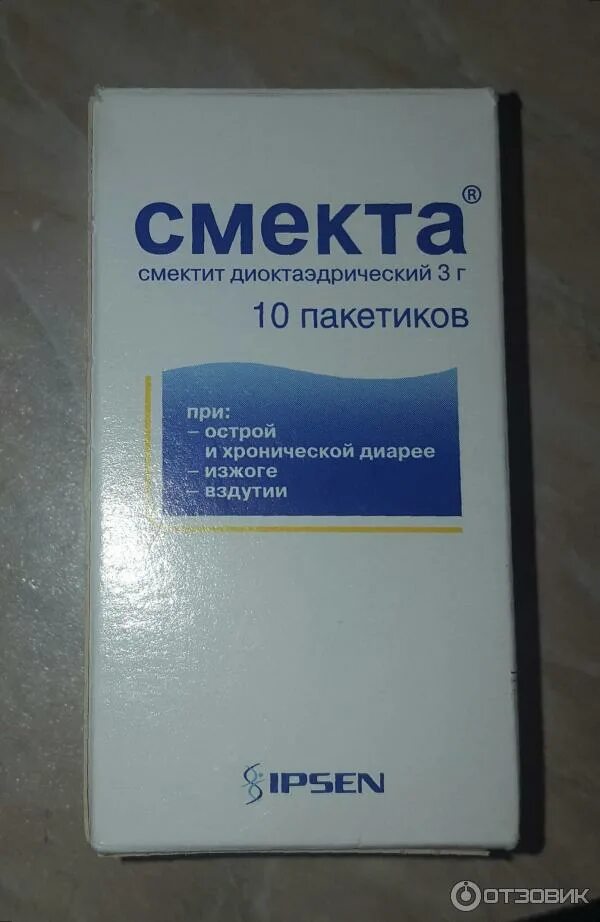 смекта®
смектит диоктаэдрический 3 г
10 пакетиков
при:
– острой
и хронической диарее
– изжоге
– вздутии
IPSEN
ОТЗОВИК